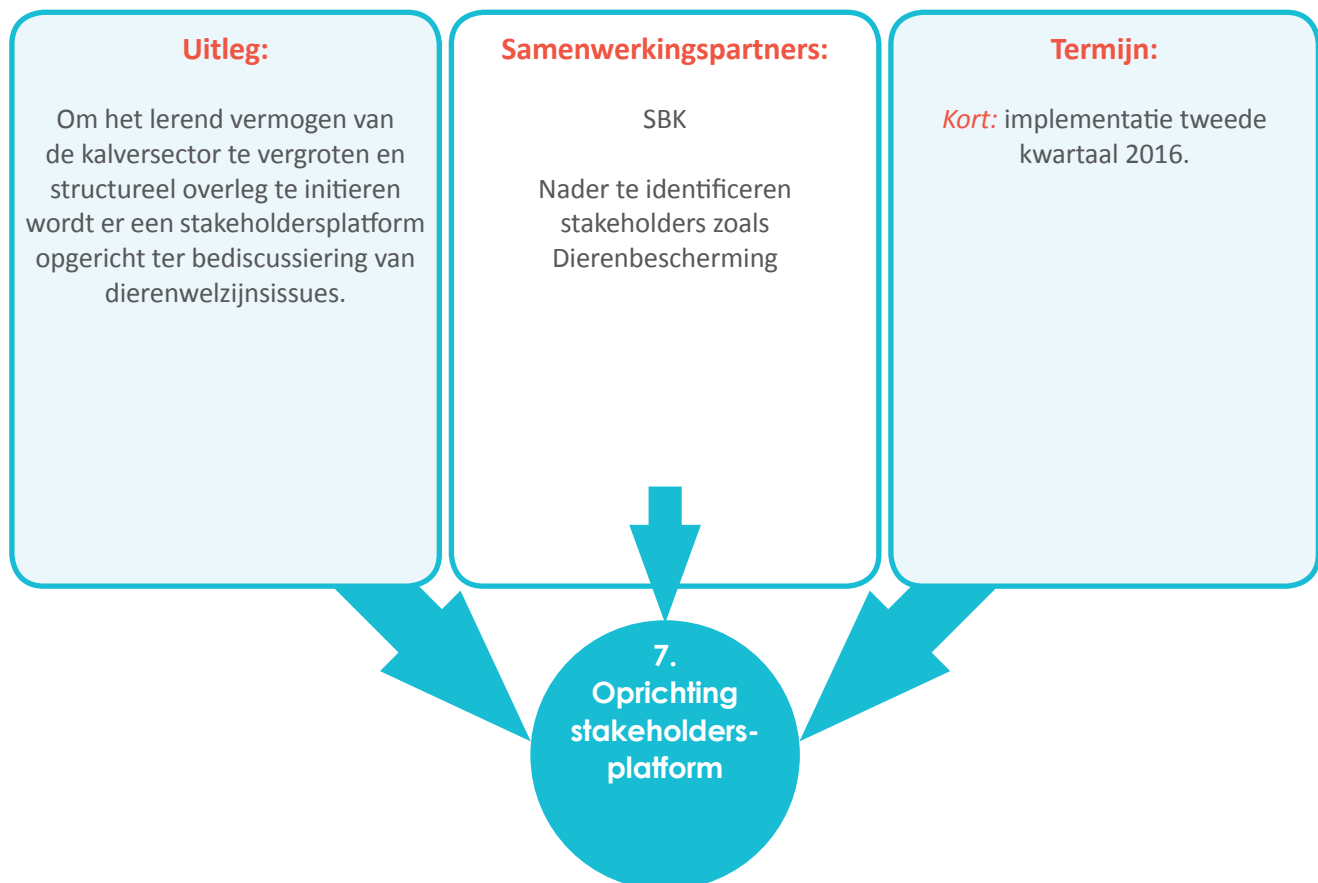 Uitleg:
Om het lerend vermogen van
de kalversector te vergroten en
structureel overleg te initiëren
wordt er een stakeholdersplatform
opgericht ter bediscussiering van
dierenwelzijnsissues.
Samenwerkingspartners:
SBK
Nader te identificeren
stakeholders zoals
Dierenbescherming
Termijn:
Kort: implementatie tweede
kwartaal 2016.
7.
Oprichting
stakeholders-
platform